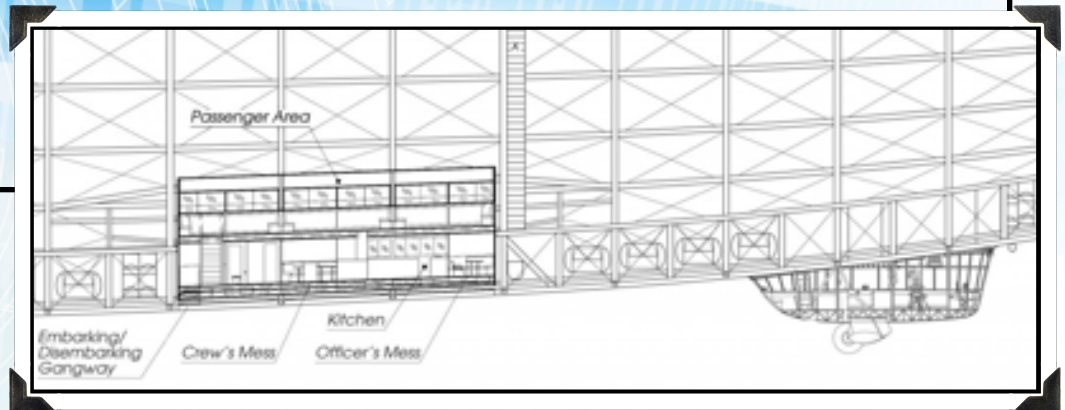 Passenger Area
Kitchen
Embarking/
Disembarking
Gangway
Crew's Mess
Officer's Mess